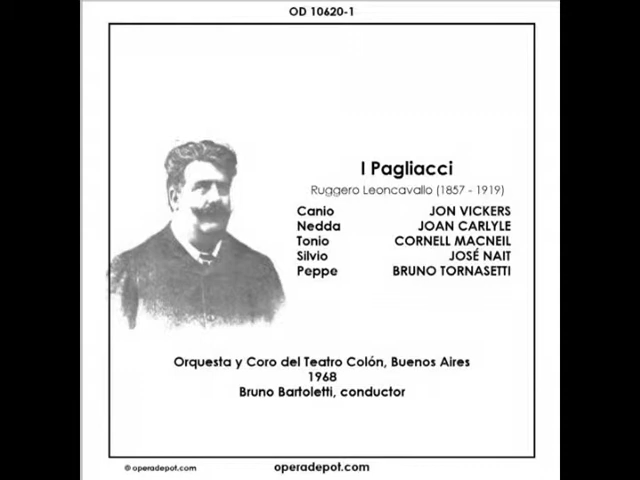 OD 10620-1
I Pagliacci
Ruggero Leoncavallo (1857 - 1919)
Canio JON VICKERS
Nedda JOAN CARLYLE
Tonio CORNELL MACNEIL
Silvio JOSÉ NAIT
Peppe BRUNO TORNASETTI
Orquesta y Coro del Teatro Colón, Buenos Aires
1968
Bruno Bartoletti, conductor
© operadepot.com operadepot.com